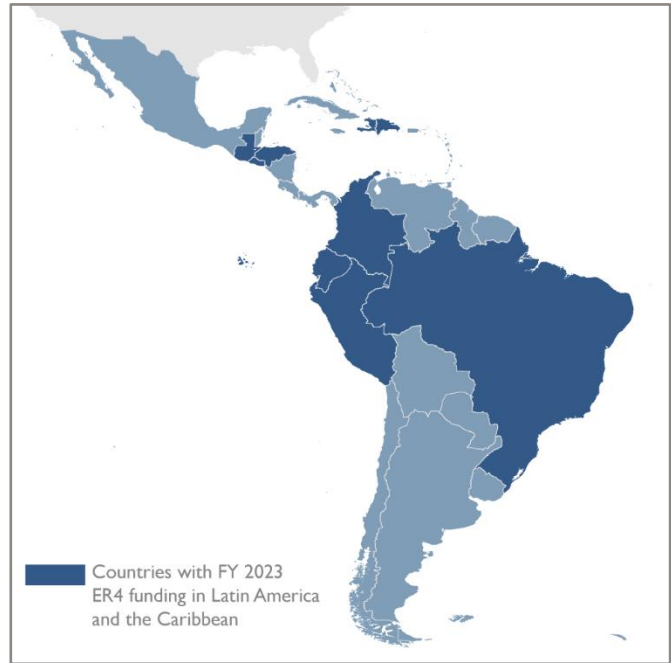 Countries with FY 2023
ER4 funding in Latin America
and the Caribbean